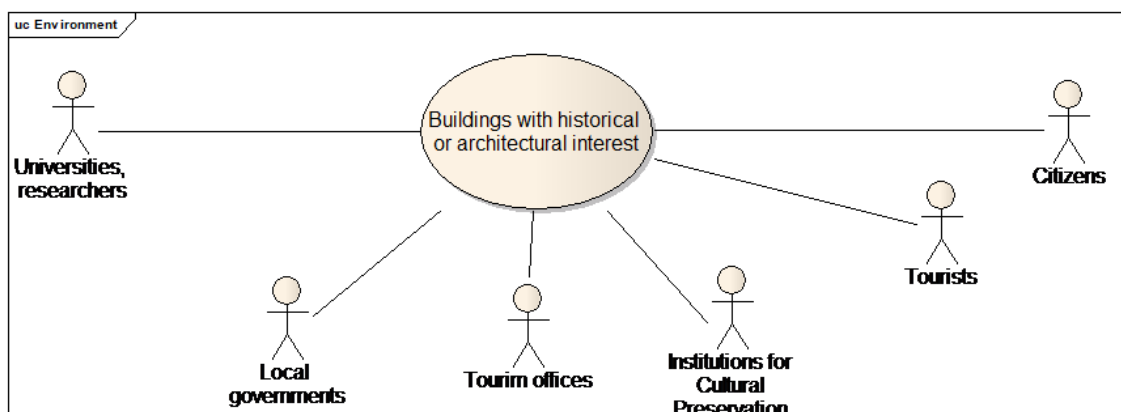 uc Environment
Buildings with historical
or architectural interest
Universities,
researchers
Citizens
Tourists
Local
governments
Tourim offices
Institutions for
Cultural
Preservation